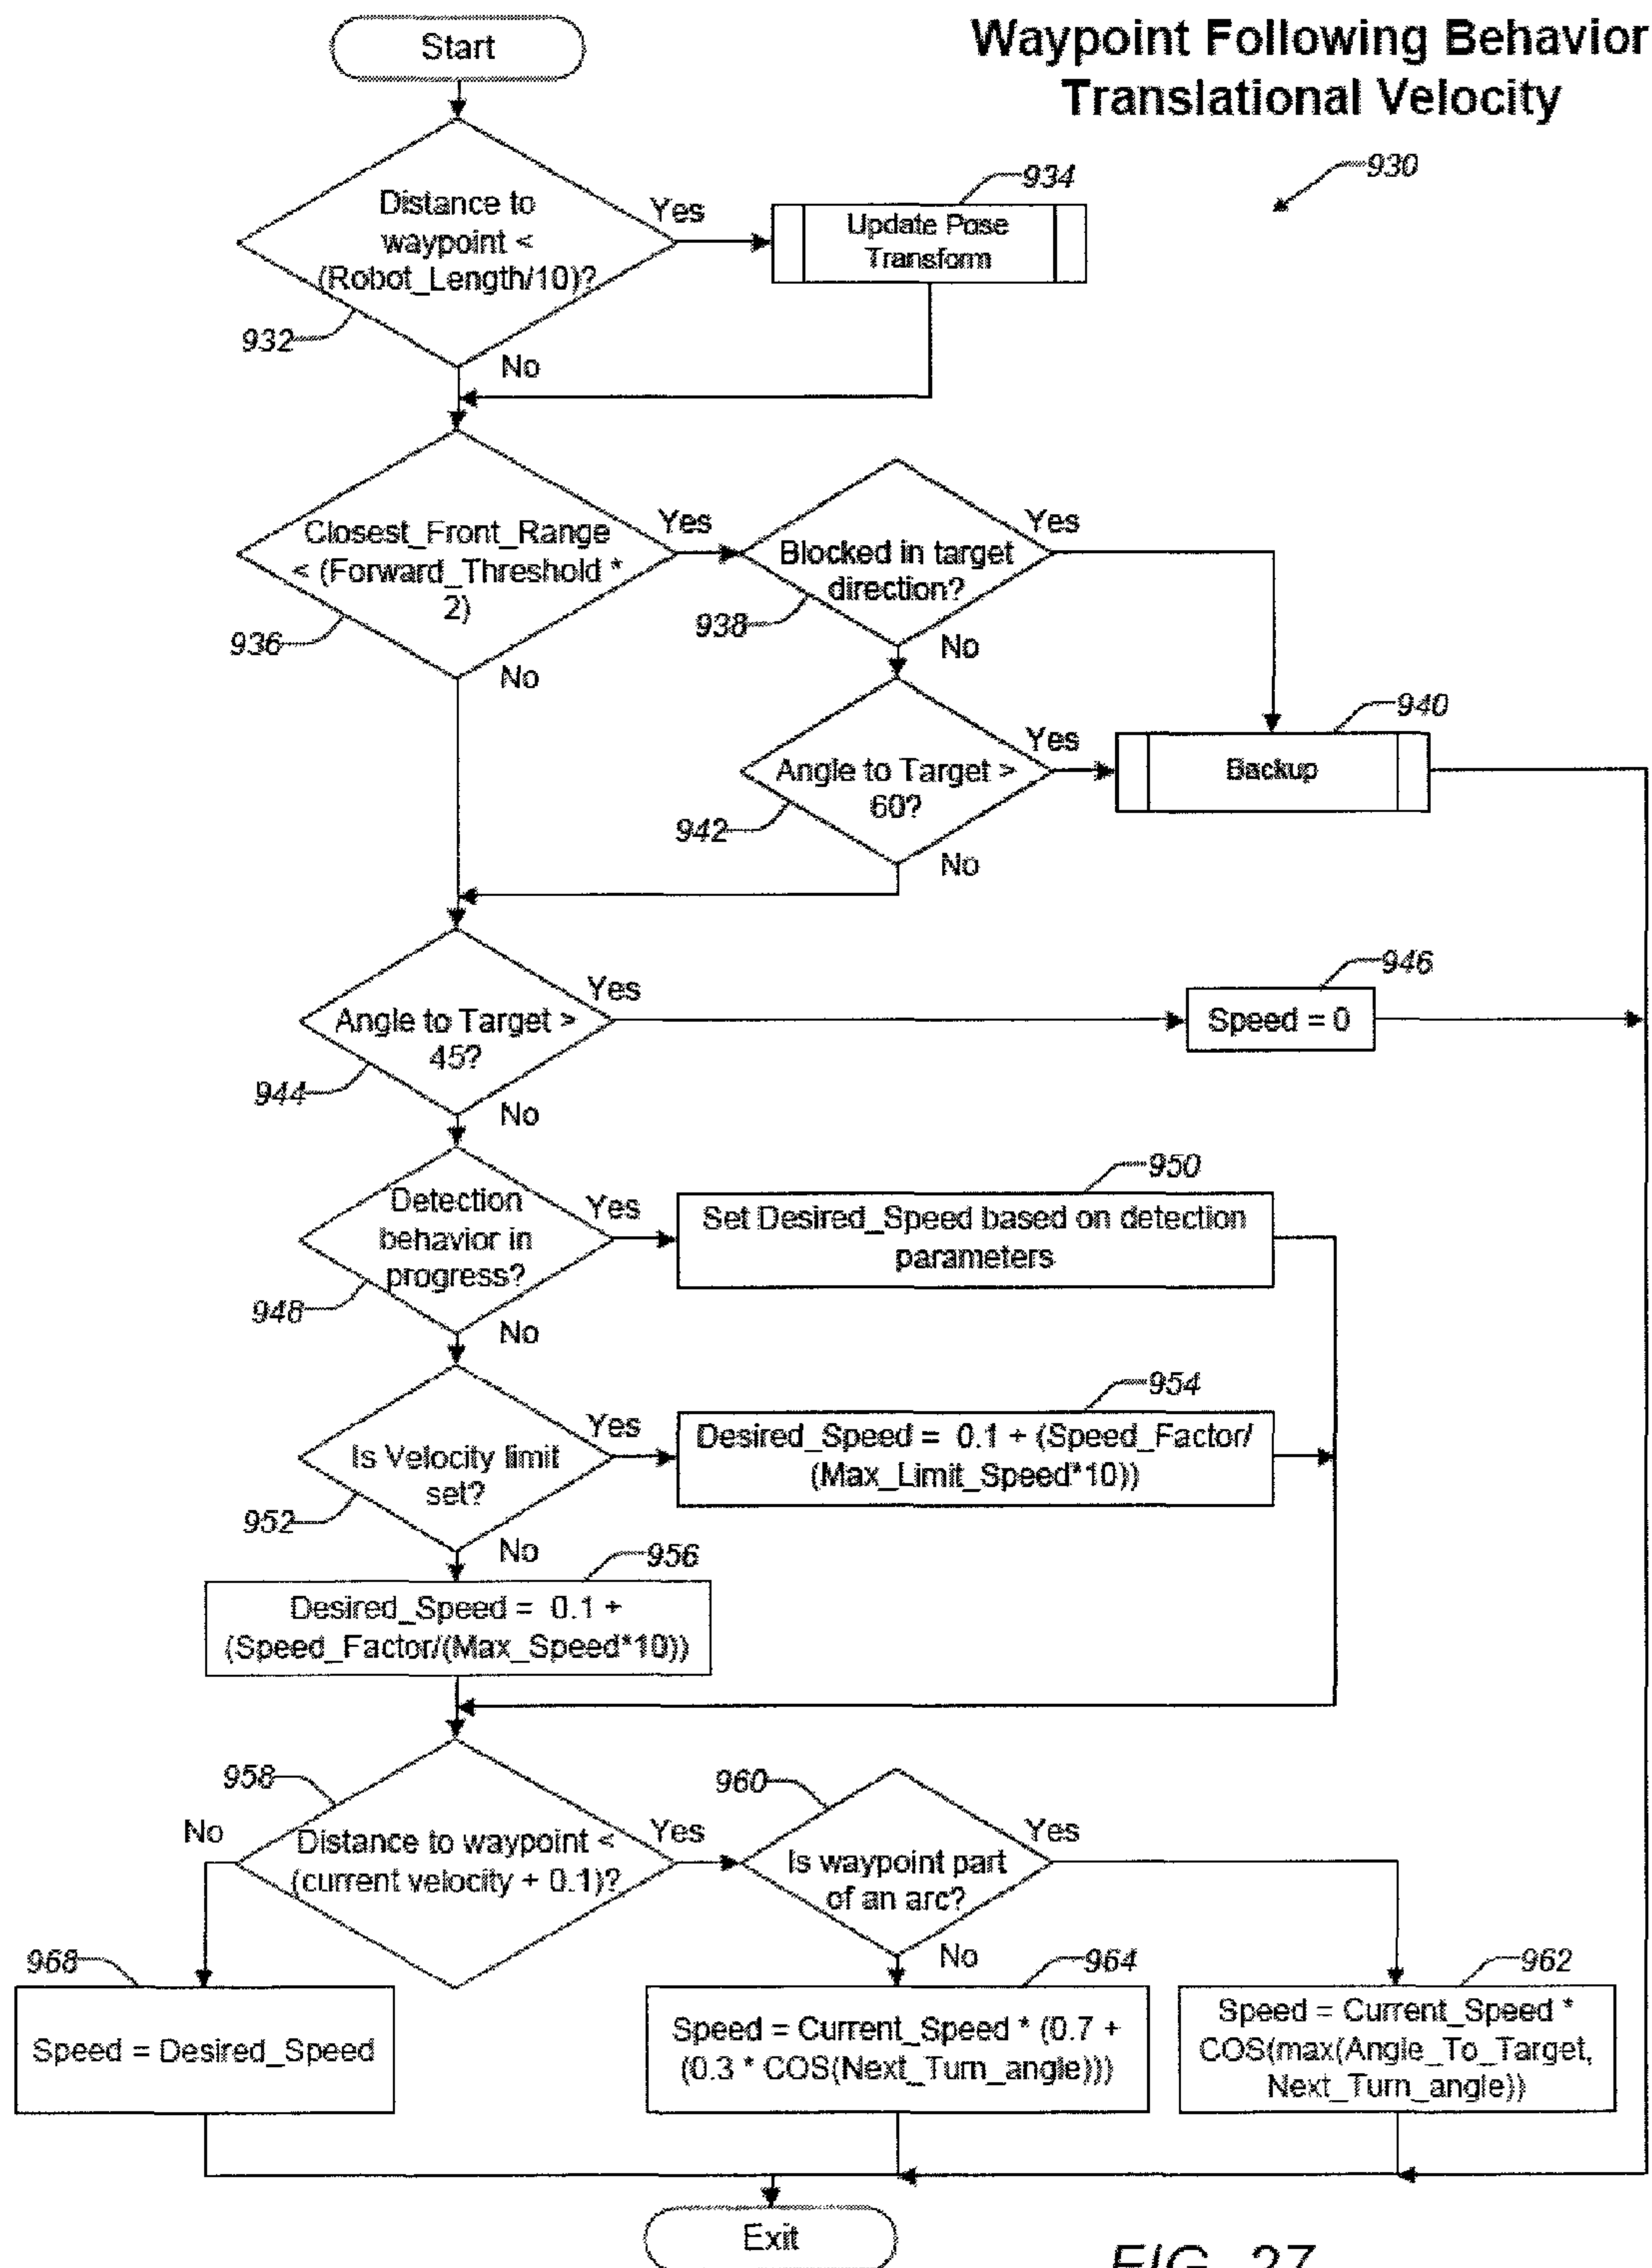 Waypoint Following Behavior
Translational Velocity
930
Start
Distance to
waypoint <
(Robot_Length/10)?
932
Yes
No
934
Update Pose
Transform
Closest_Front_Range
< (Forward_Threshold *
2)
936
Yes
No
Blocked in target
direction?
938
Yes
No
Angle to Target >
60?
942
Yes
No
940
Backup
Angle to Target >
45?
944
Yes
No
946
Speed = 0
Detection
behavior in
progress?
948
Yes
No
950
Set Desired_Speed based on detection
parameters
Is Velocity limit
set?
952
Yes
No
954
Desired_Speed = 0.1 + (Speed_Factor/
(Max_Limit_Speed*10))
956
Desired_Speed = 0.1 +
(Speed_Factor/(Max_Speed*10))
958
Distance to waypoint <
(current velocity + 0.1)?
No
Yes
960
Is waypoint part
of an arc?
Yes
No
968
Speed = Desired_Speed
964
Speed = Current_Speed * (0.7 +
(0.3 * COS(Next_Turn_angle)))
962
Speed = Current_Speed *
COS(max(Angle_To_Target,
Next_Turn_angle))
Exit
FIG. 27